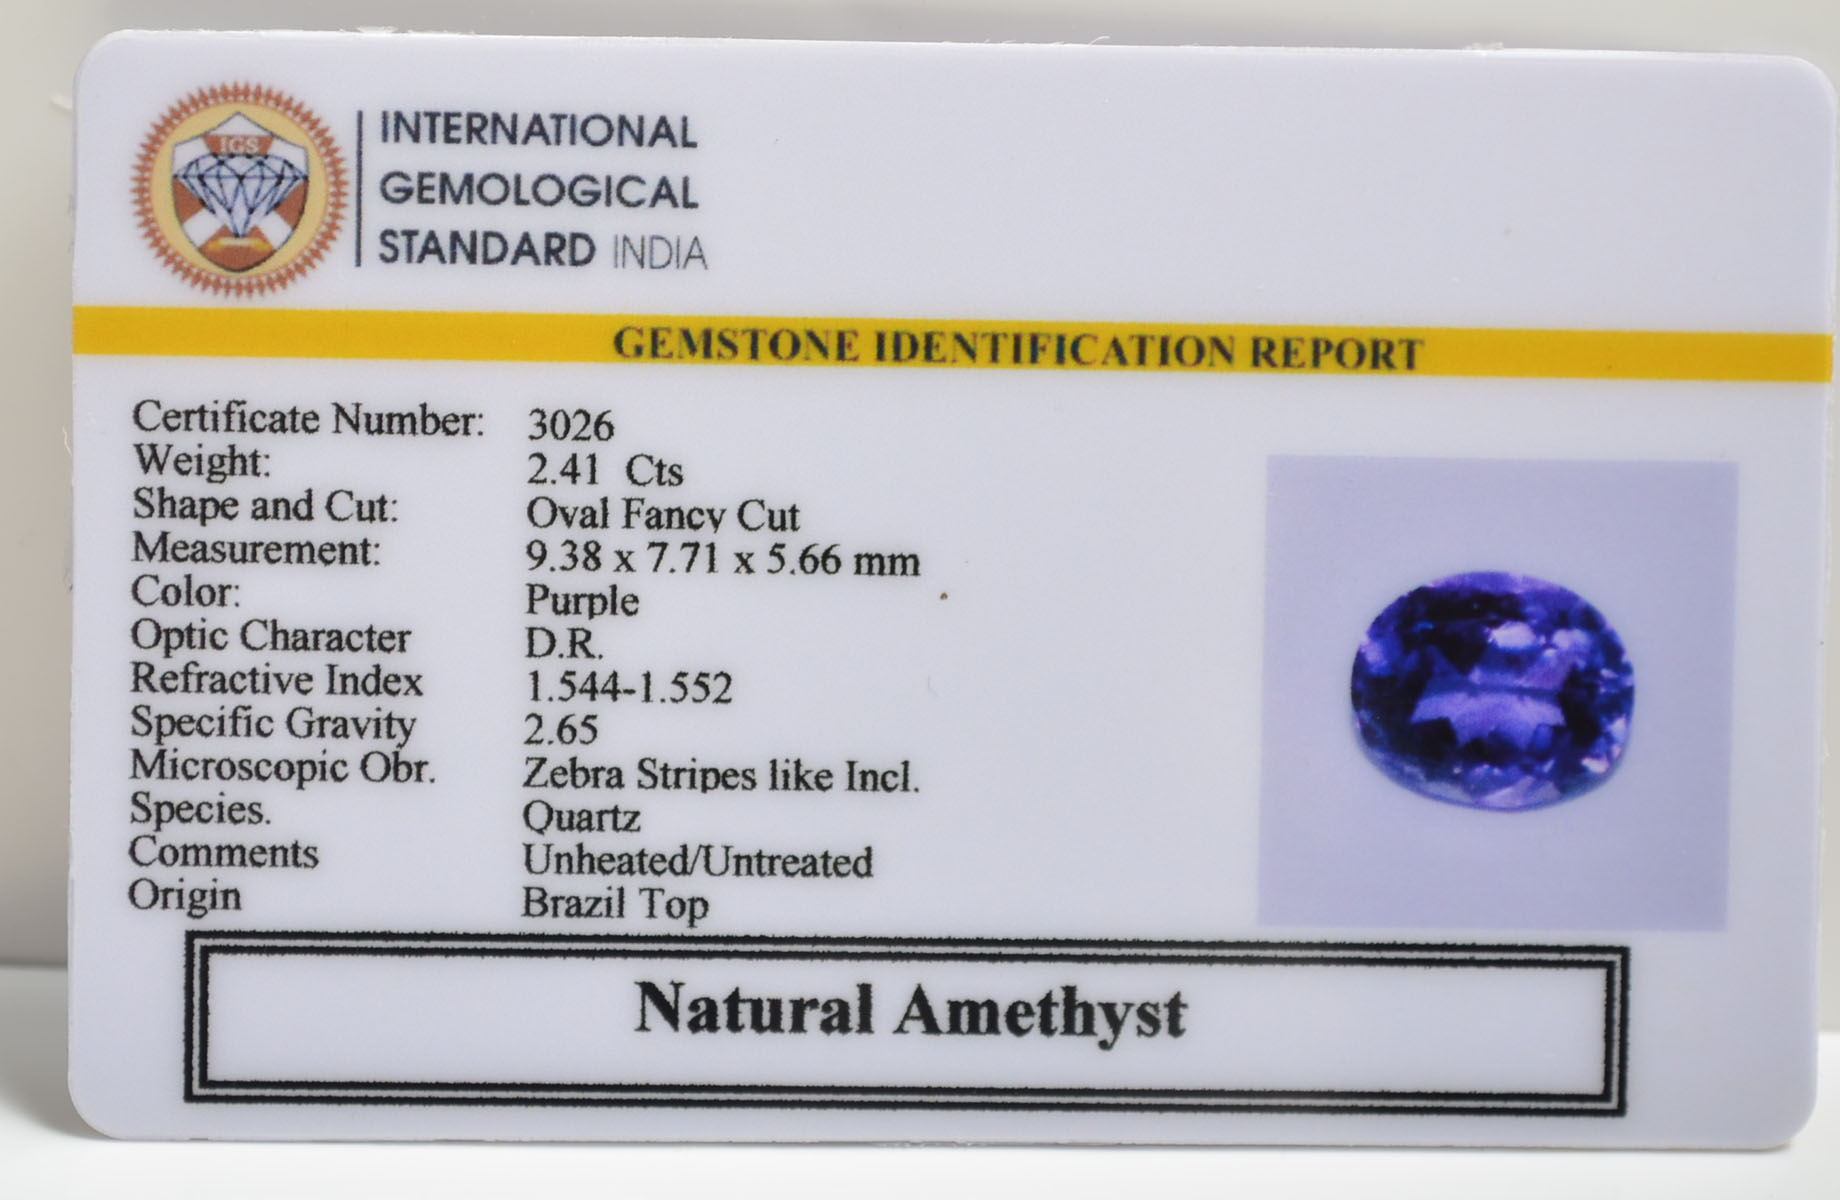 IGS
INTERNATIONAL
GEMOLOGICAL
STANDARD INDIA
GEMSTONE IDENTIFICATION REPORT
Certificate Number: 3026
Weight: 2.41 Cts
Shape and Cut: Oval Fancy Cut
Measurement: 9.38 x 7.71 x 5.66 mm
Color: Purple
Optic Character D.R.
Refractive Index 1.544-1.552
Specific Gravity 2.65
Microscopic Obr. Zebra Stripes like Incl.
Species. Quartz
Comments Unheated/Untreated
Origin Brazil Top
Natural Amethyst